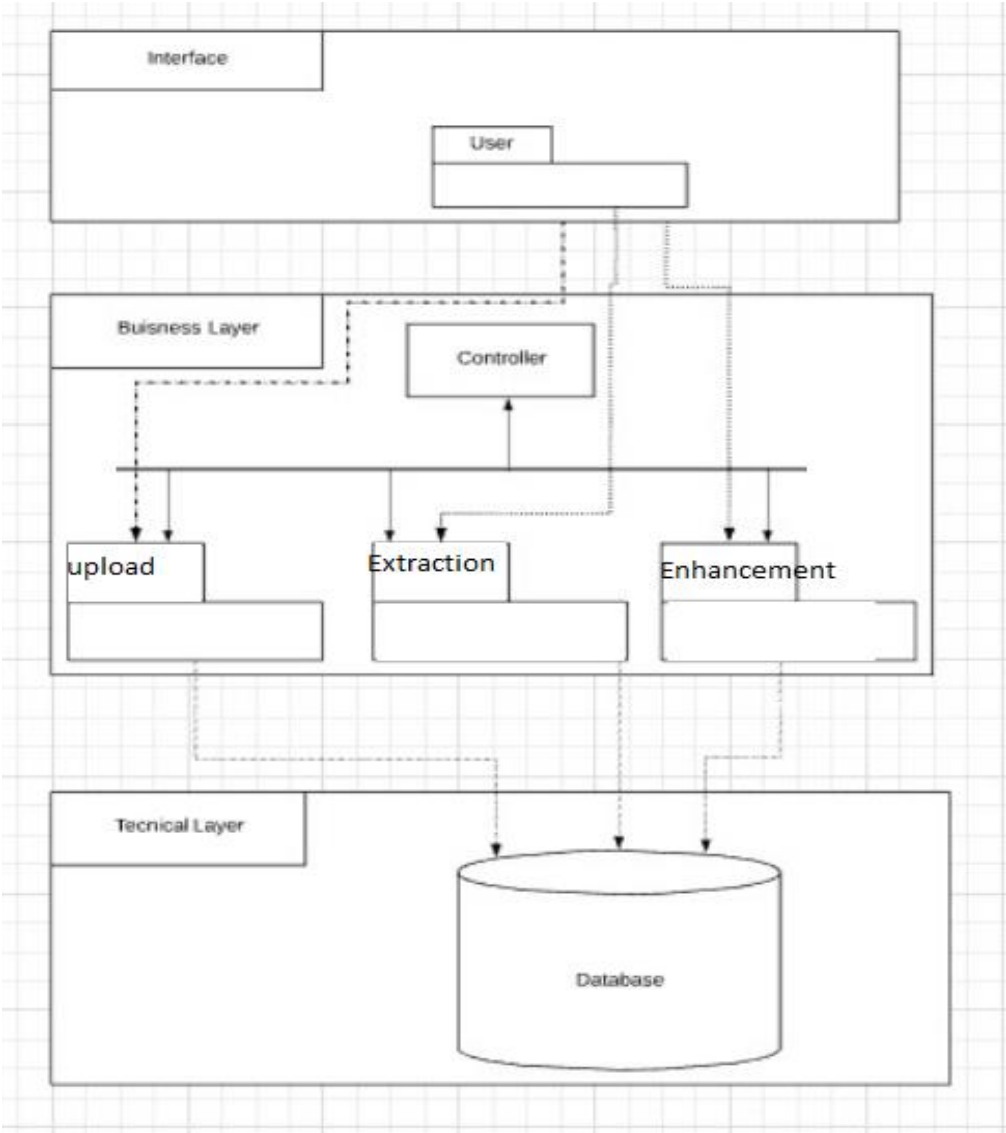 Interface
User
Buisness Layer
Controller
upload
Extraction
Enhancement
Tecnical Layer
Database